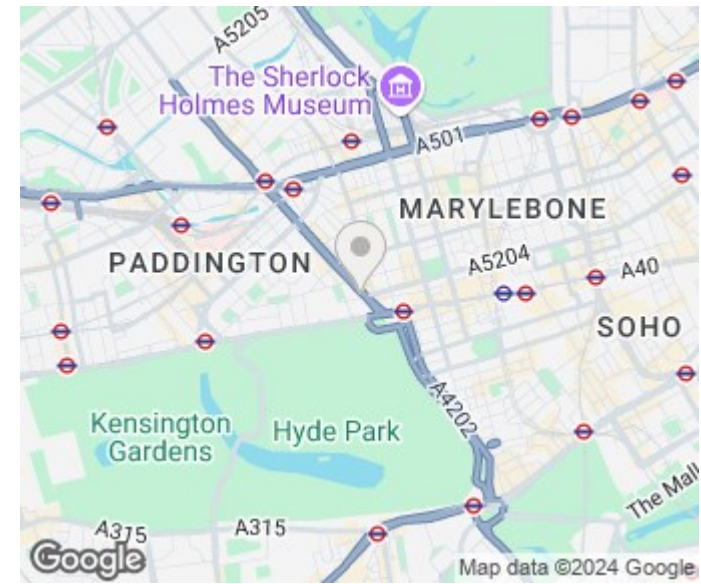 A5205
The Sherlock
Holmes Museum
A501
MARYLEBONE
PADDINGTON
A5204
A40
SOHO
A4202
Kensington
Gardens
Hyde Park
The Mall
A315
A315
Google
Map data ©2024 Google